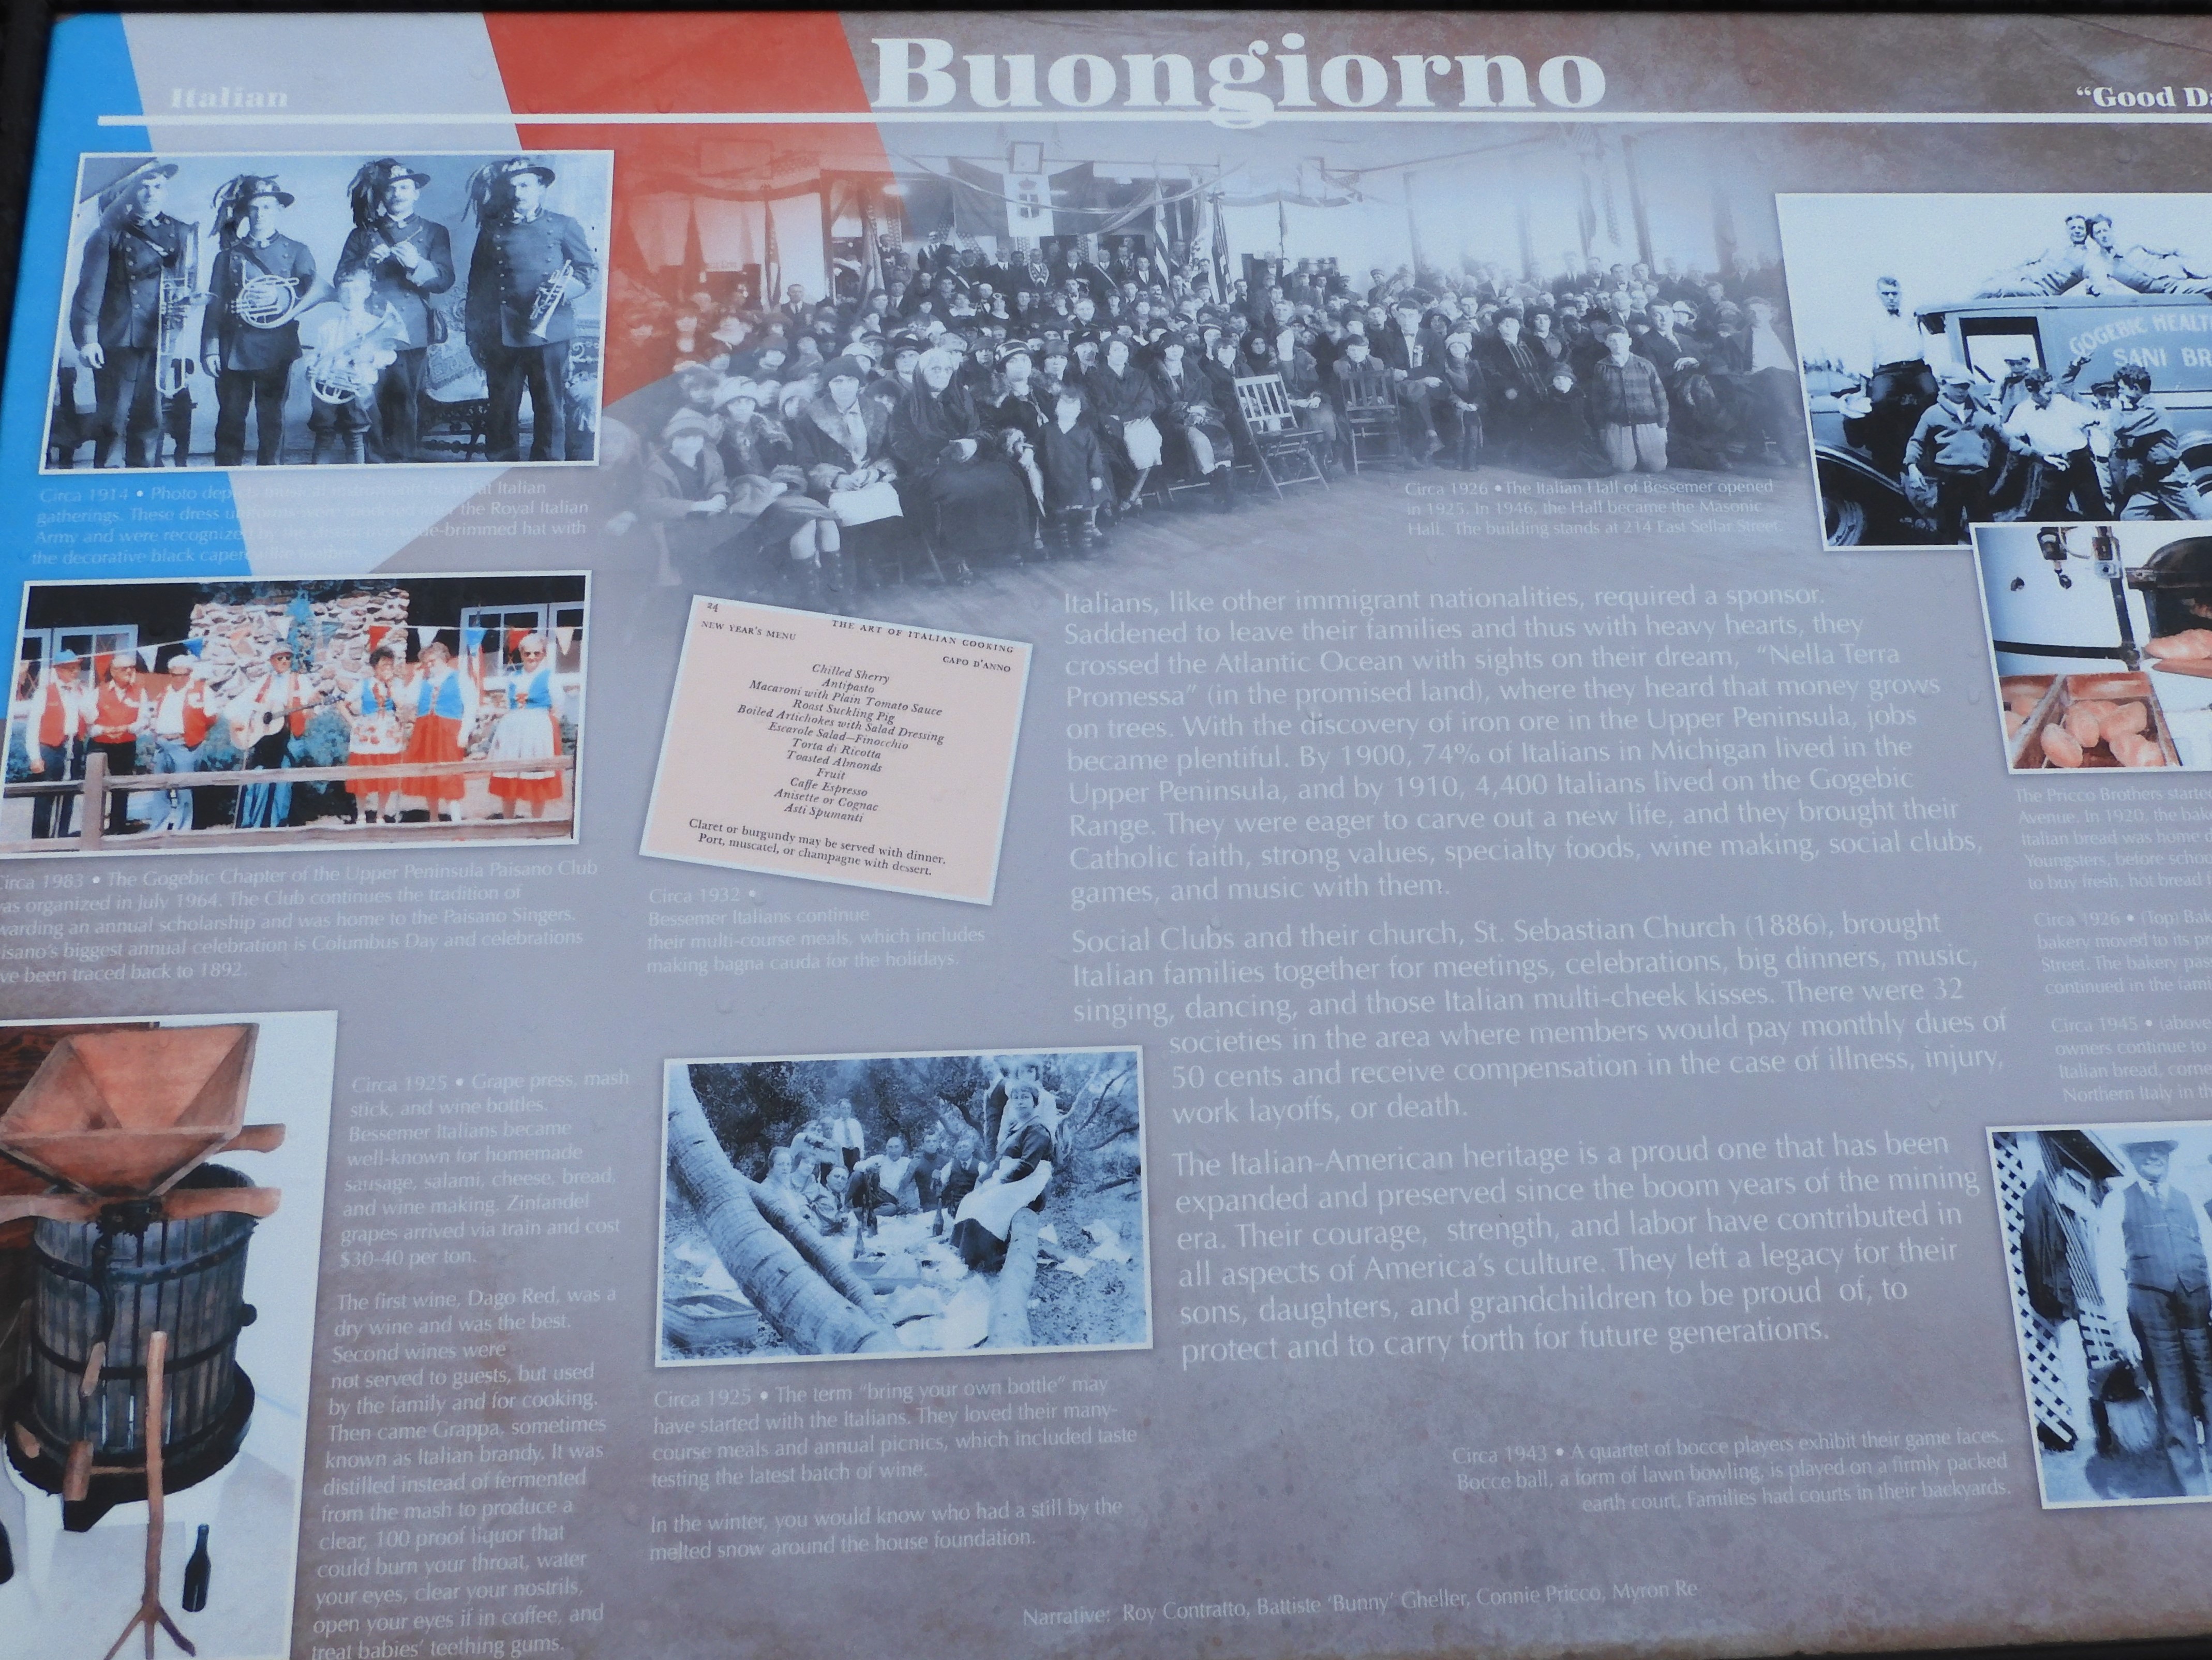 Italian
Buongiorno
"Good
Circa 1914 • Photo Italian
gatherings. These dress the Royal Italian
Army and were recognized by brimmed hat with
the decorative black
Circa 1926 • The Italian Hall of Bessemer opened
in 1925. In 1946, the Hall became the Masonic
Hall. The building stands at 214 East Sellar Street.
GOGEBIC
SANI
24
THE ART OF ITALIAN COOKING
NEW YEAR'S MENU
CAPO D'ANNO
Chilled Sherry
Antipasto
Macaroni with Plain Tomato Sauce
Roast Suckling Pig
Boiled Artichokes with Salad Dressing
Escarole Salad—Finocchio
Torta di Ricotta
Toasted Almonds
Fruit
Caffe Espresso
Anisette or Cognac
Asti Spumanti
Claret or burgundy may be served with dinner.
Port, muscatel, or champagne with dessert.
Circa 1932 •
Bessemer Italians continue
their multi-course meals, which includes
making bagna cauda for the holidays.
Circa 1983 • The Gogebic Chapter of the Upper Peninsula Paisano Club
was organized in July 1964. The Club continues the tradition of
warding an annual scholarship and was home to the Paisano Singers.
isano's biggest annual celebration is Columbus Day and celebrations
ve been traced back to 1892.
Circa 1925 • Grape press, mash
stick, and wine bottles.
Bessemer Italians became
well-known for homemade
sausage, salami, cheese, bread,
and wine making. Zinfandel
grapes arrived via train and cost
$30-40 per ton.
The first wine, Dago Red, was a
dry wine and was the best.
Second wines were
not served to guests, but used
by the family and for cooking.
Then came Grappa, sometimes
known as Italian brandy. It was
distilled instead of fermented
from the mash to produce a
clear, 100 proof liquor that
could burn your throat, water
your eyes, clear your nostrils,
open your eyes if in coffee, and
treat babies' teething gums.
Circa 1925 • The term "bring your own bottle" may
have started with the Italians. They loved their many-
course meals and annual picnics, which included taste
testing the latest batch of wine.
In the winter, you would know who had a still by the
melted snow around the house foundation.
Italians, like other immigrant nationalities, required a sponsor.
Saddened to leave their families and thus with heavy hearts, they
crossed the Atlantic Ocean with sights on their dream, "Nella Terra
Promessa" (in the promised land), where they heard that money grows
on trees. With the discovery of iron ore in the Upper Peninsula, jobs
became plentiful. By 1900, 74% of Italians in Michigan lived in the
Upper Peninsula, and by 1910, 4,400 Italians lived on the Gogebic
Range. They were eager to carve out a new life, and they brought their
Catholic faith, strong values, specialty foods, wine making, social clubs,
games, and music with them.
Social Clubs and their church, St. Sebastian Church (1886), brought
Italian families together for meetings, celebrations, big dinners, music,
singing, dancing, and those Italian multi-cheek kisses. There were 32
societies in the area where members would pay monthly dues of
50 cents and receive compensation in the case of illness, injury,
work layoffs, or death.
The Italian-American heritage is a proud one that has been
expanded and preserved since the boom years of the mining
era. Their courage, strength, and labor have contributed in
all aspects of America's culture. They left a legacy for their
sons, daughters, and grandchildren to be proud of, to
protect and to carry forth for future generations.
Circa 1943 • A quartet of bocce players exhibit their game faces.
Bocce ball, a form of lawn bowling, is played on a firmly packed
earth court. Families had courts in their backyards.
Narrative: Roy Contratto, Battiste 'Bunny' Gheller, Connie Pricco, Myron Re
The Pricco Brothers started
Avenue. In 1920, the
Italian bread was home
Youngsters, before
to buy fresh, hot bread
Circa 1926 • (Top)
bakery moved to its
Street. The bakery
continued in the
Circa 1945 •
owners continue to
Italian bread,
Northern Italy in